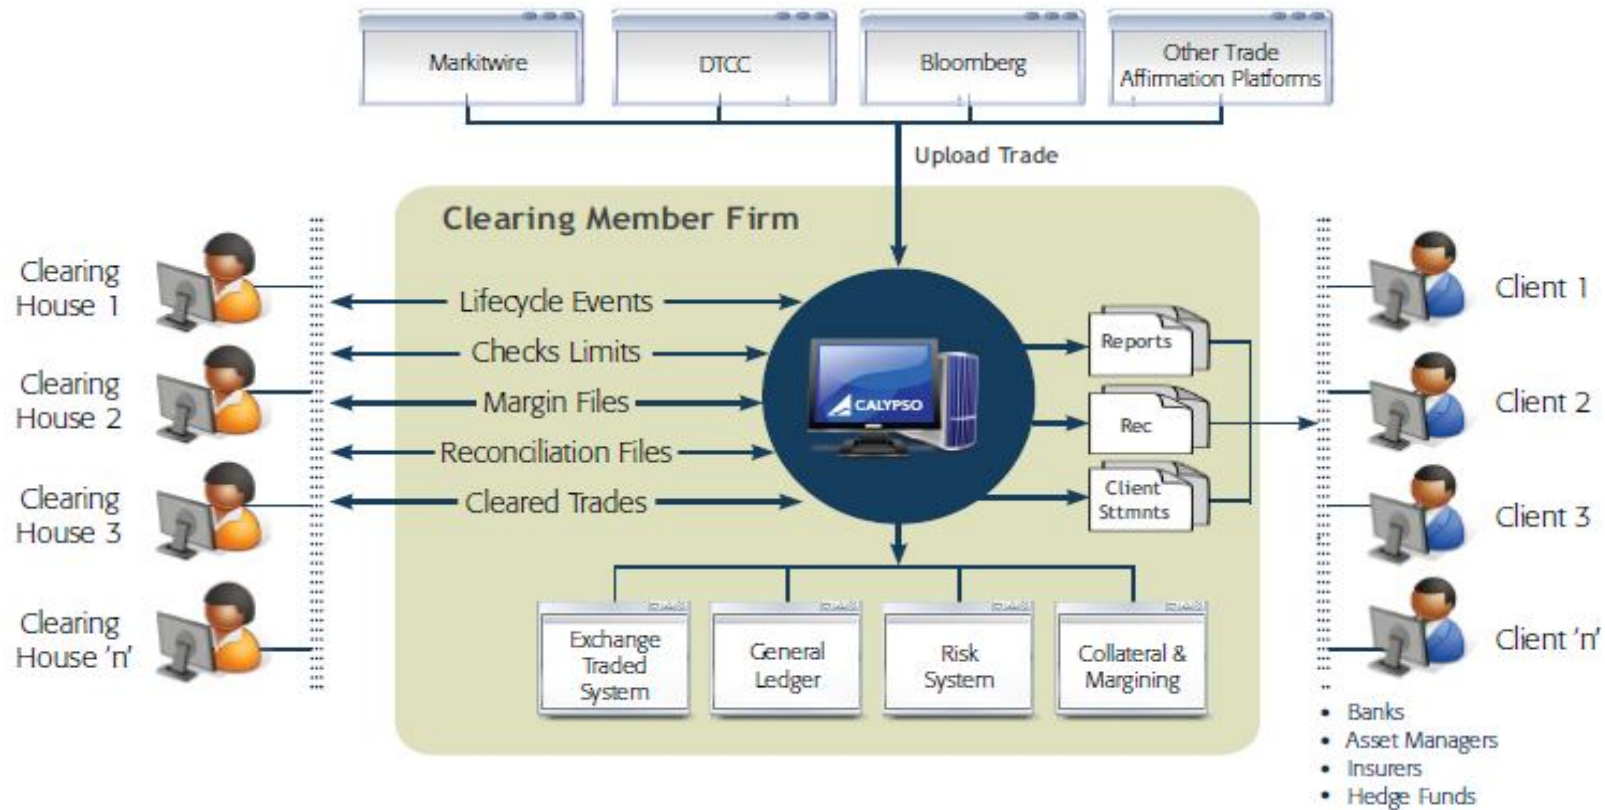 Markitwire
DTCC
Bloomberg
Other Trade
Affirmation Platforms
Upload Trade
Clearing Member Firm
Clearing
House 1
Clearing
House 2
Clearing
House 3
Clearing
House 'n'
Lifecycle Events
Checks Limits
Margin Files
Reconciliation Files
Cleared Trades
CALYPSO
Reports
Rec
Client
Sttmnts
Exchange
Traded
System
General
Ledger
Risk
System
Collateral &
Margining
Client 1
Client 2
Client 3
Client 'n'
• Banks
• Asset Managers
• Insurers
• Hedge Funds